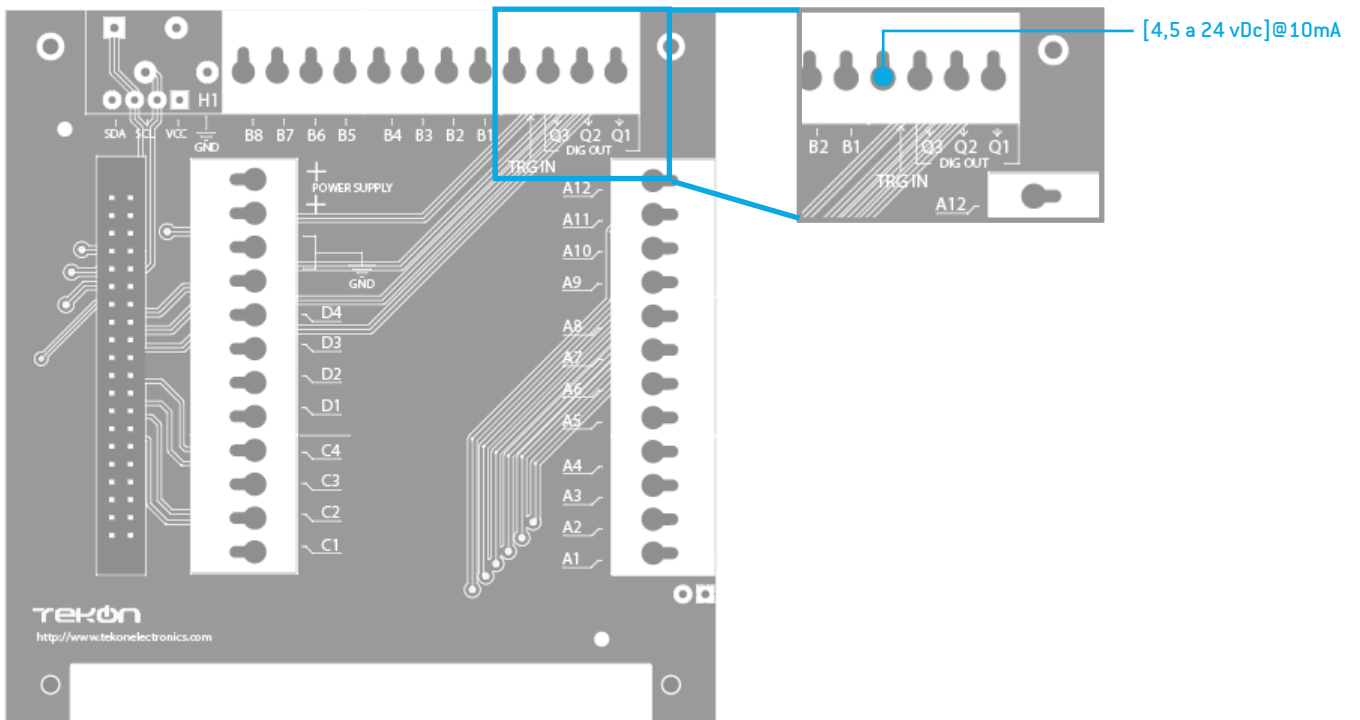 [4,5 a 24 vDc]@10mA
H1
SDA SCL VCC GND
B8 B7 B6 B5 B4 B3 B2 B1
Q3 Q2 Q1
DIG OUT
TRG IN
B2 B1 Q3 Q2 Q1
DIG OUT
TRG IN
A12
POWER SUPPLY
GND
D4
D3
D2
D1
C4
C3
C2
C1
A12
A11
A10
A9
A8
A7
A6
A5
A4
A3
A2
A1
TEKON
http://www.tekonelectronics.com